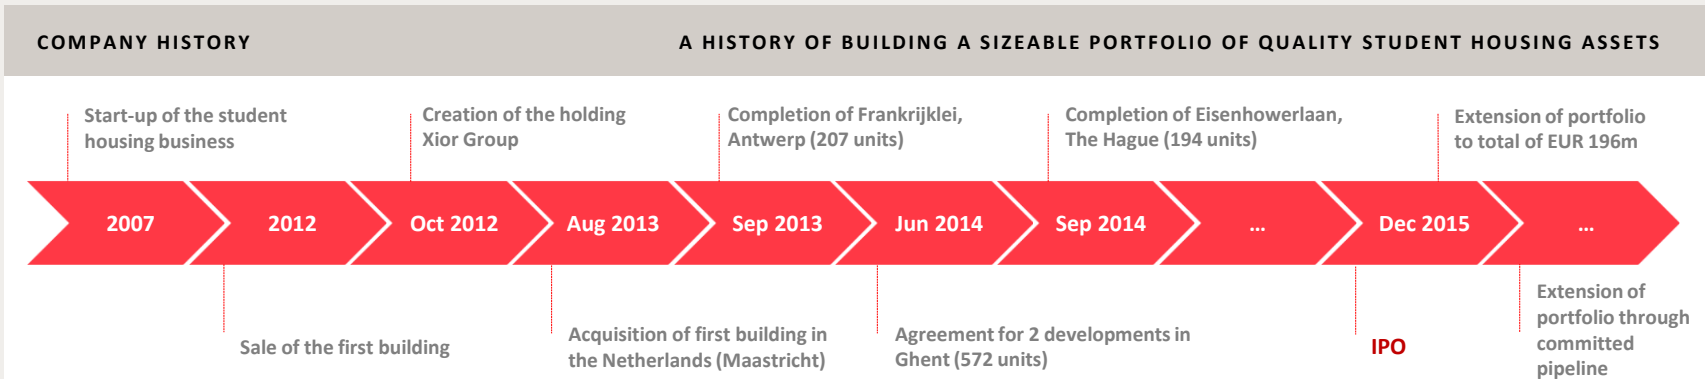 COMPANY HISTORY
A HISTORY OF BUILDING A SIZEABLE PORTFOLIO OF QUALITY STUDENT HOUSING ASSETS
Start-up of the student
housing business
Creation of the holding
Xior Group
Completion of Frankrijklei,
Antwerp (207 units)
Completion of Eisenhowerlaan,
The Hague (194 units)
Extension of portfolio
to total of EUR 196m
2007
2012
Oct 2012
Aug 2013
Sep 2013
Jun 2014
Sep 2014
...
Dec 2015
...
Sale of the first building
Acquisition of first building in
the Netherlands (Maastricht)
Agreement for 2 developments in
Ghent (572 units)
IPO
Extension of
portfolio through
committed
pipeline